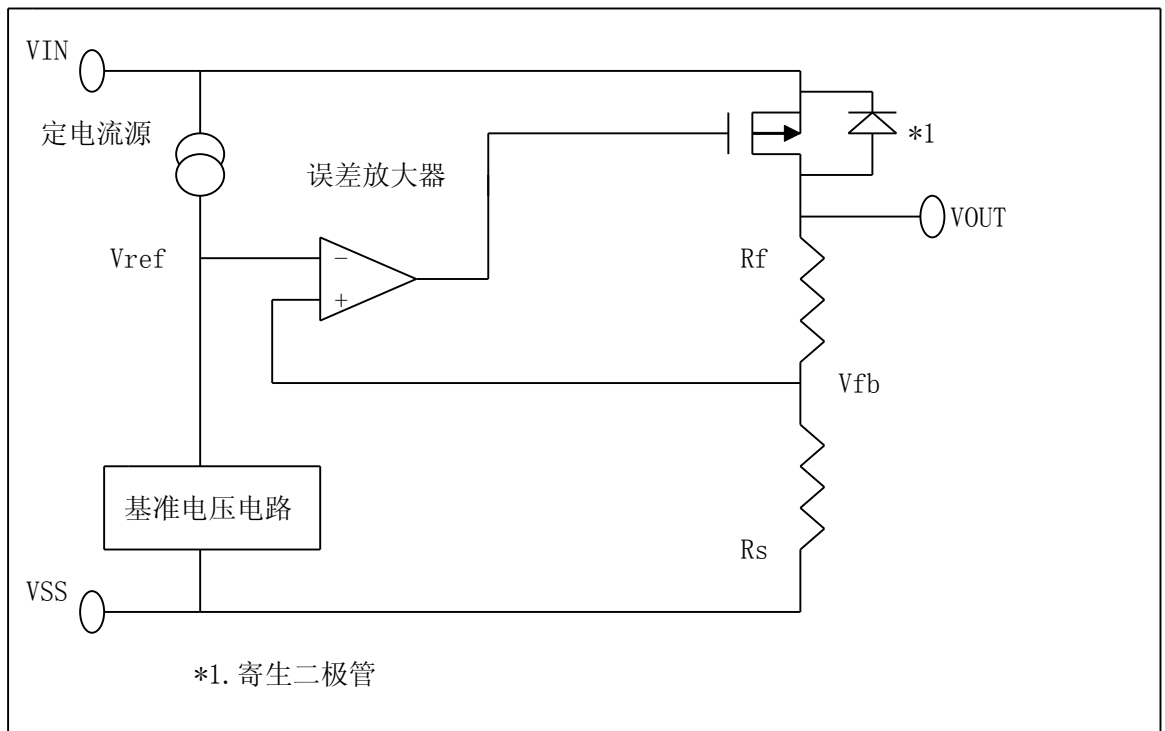 VIN
定电流源
*1
误差放大器
VOUT
Vref
−
Rf
+
Vfb
基准电压电路
Rs
VSS
*1.寄生二极管